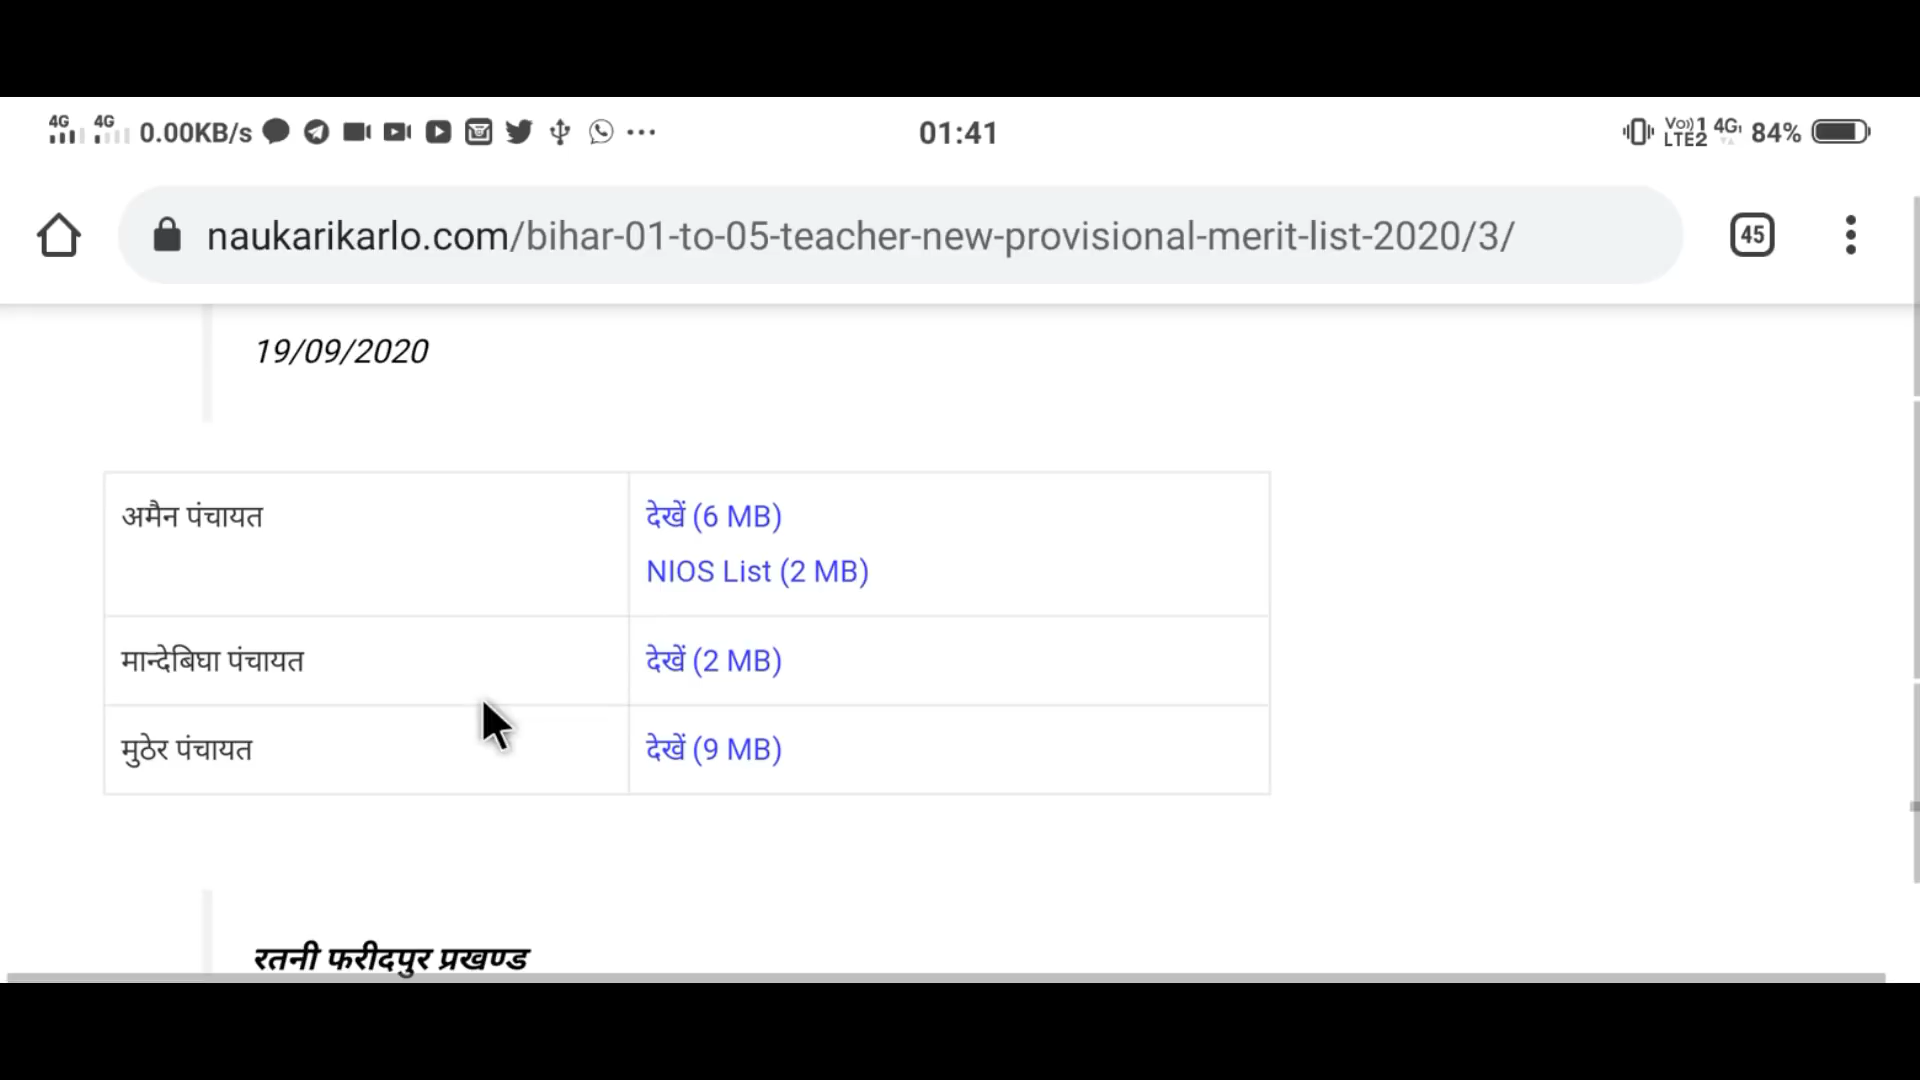 4G 4G 0.00KB/s 01:41 Vo))1 LTE2 4G 84%
naukarikarlo.com/bihar-01-to-05-teacher-new-provisional-merit-list-2020/3/ 45
19/09/2020
अमैन पंचायत देखें (6 MB)
NIOS List (2 MB)
मान्देबिघा पंचायत देखें (2 MB)
मुठेर पंचायत देखें (9 MB)
रतनी फरीदपुर प्रखण्ड